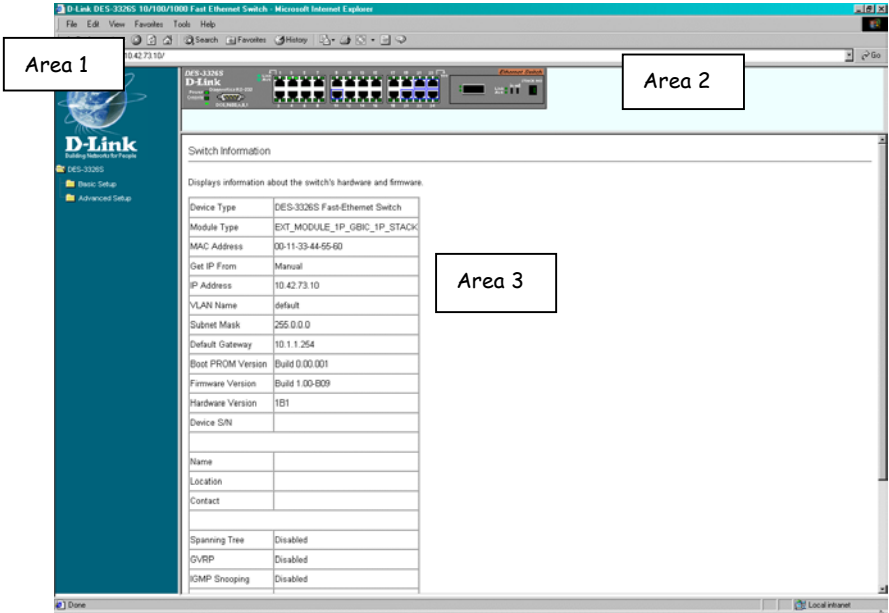 D-Link DES-3326S 10/100/1000 Fast Ethernet Switch - Microsoft Internet Explorer
File Edit View Favorites Tools Help
Search Favorites History
10.42.73.10/
Go
Area 1
Area 2
DES-3326S
D-Link
Ethernet Switch
D-Link
Building Networks for People
DES-3326S
Basic Setup
Advanced Setup
Switch Information
Displays information about the switch's hardware and firmware.
Device Type DES-3326S Fast-Ethernet Switch
Module Type EXT_MODULE_1P_GBIC_1P_STACK
MAC Address 00-11-33-44-55-60
Get IP From Manual
IP Address 10.42.73.10
VLAN Name default
Subnet Mask 255.0.0.0
Default Gateway 10.1.1.254
Boot PROM Version Build 0.00.001
Firmware Version Build 1.00-B09
Hardware Version 1B1
Device S/N
Name
Location
Contact
Spanning Tree Disabled
GVRP Disabled
IGMP Snooping Disabled
Area 3
Done
Local intranet